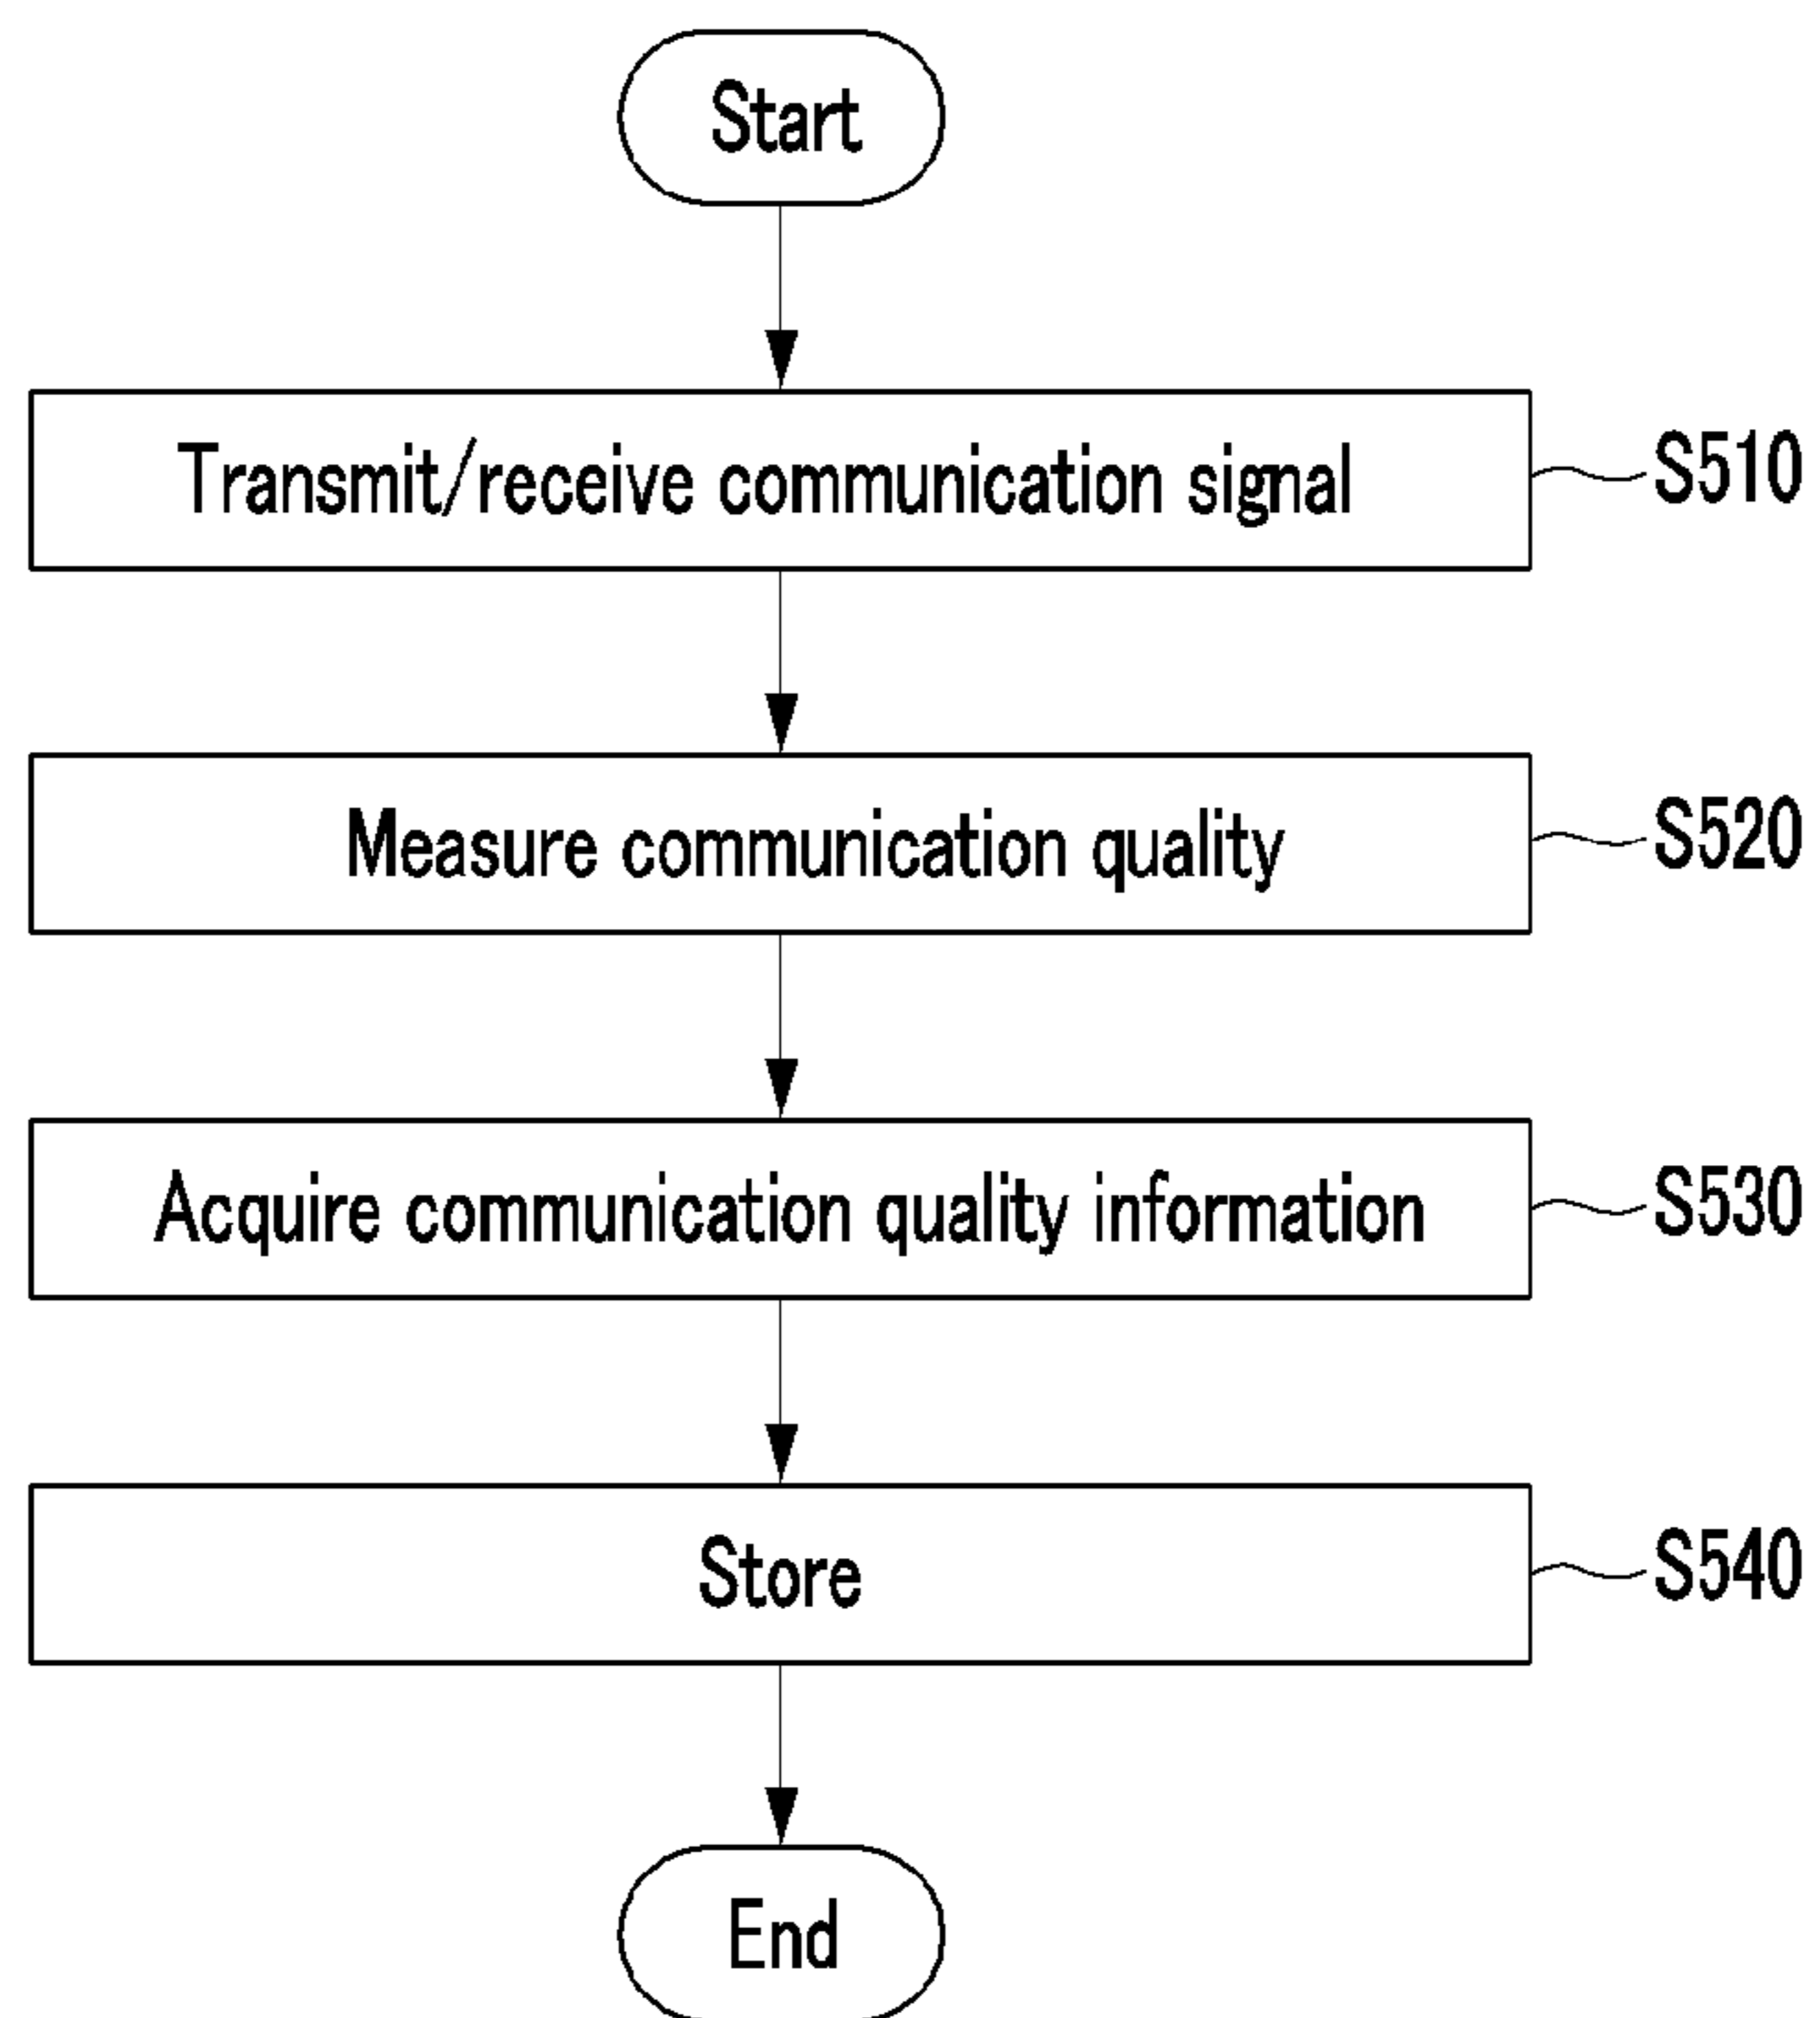 Start
Transmit/receive communication signal
S510
Measure communication quality
S520
Acquire communication quality information
S530
Store
S540
End